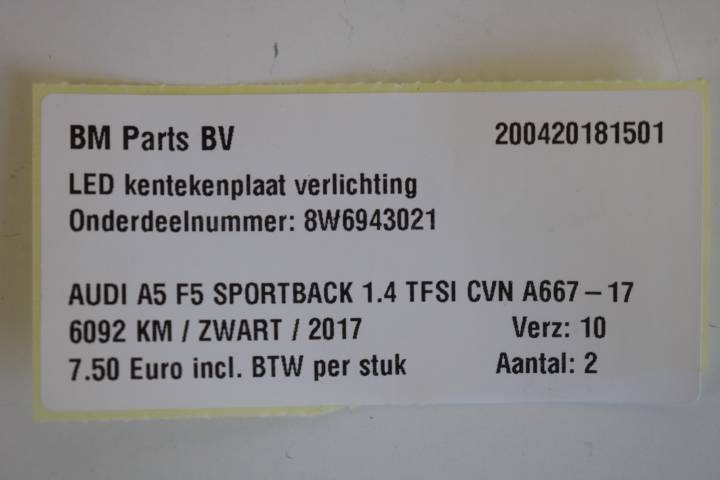 BM Parts BV 200420181501
LED kentekenplaat verlichting
Onderdeelnummer: 8W6943021
AUDI A5 F5 SPORTBACK 1.4 TFSI CVN A667 – 17
6092 KM / ZWART / 2017 Verz: 10
7.50 Euro incl. BTW per stuk Aantal: 2